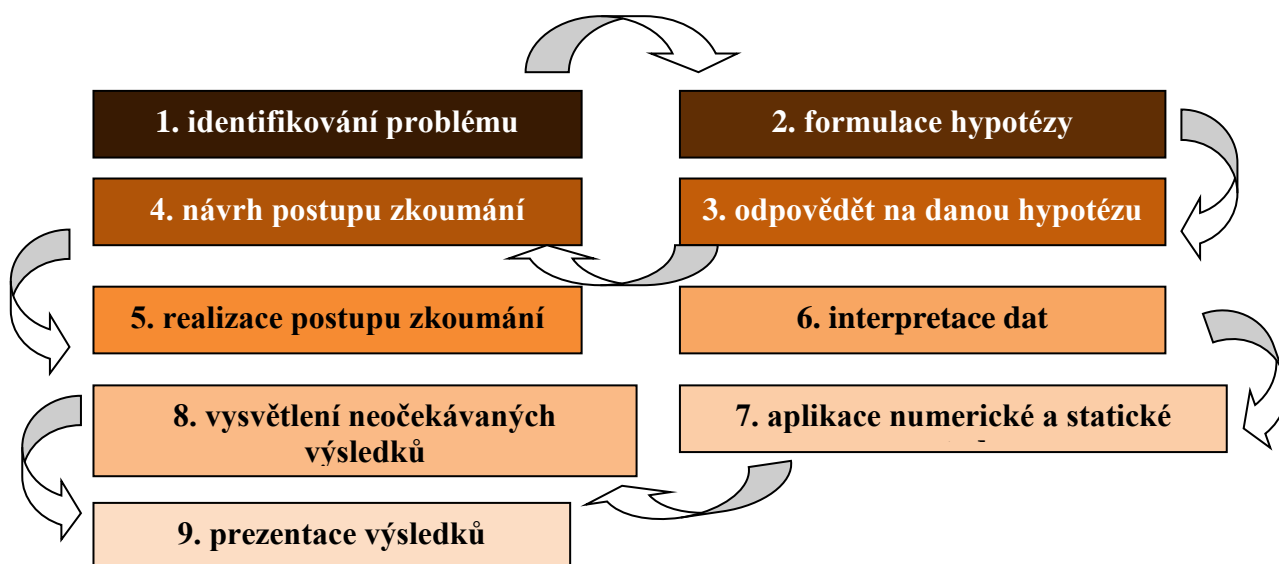 1. identifikování problému
2. formulace hypotézy
4. návrh postupu zkoumání
3. odpovědět na danou hypotézu
5. realizace postupu zkoumání
6. interpretace dat
8. vysvětlení neočekávaných
výsledků
7. aplikace numerické a statické
9. prezentace výsledků